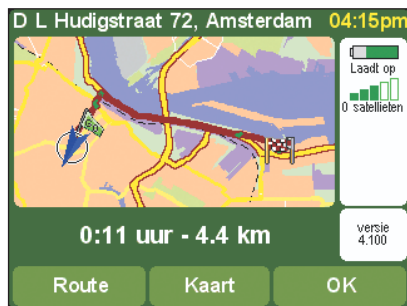 D L Hudigstraat 72, Amsterdam 04:15pm
Laadt op
0 satellieten
0:11 uur - 4.4 km
versie
4.100
Route Kaart OK